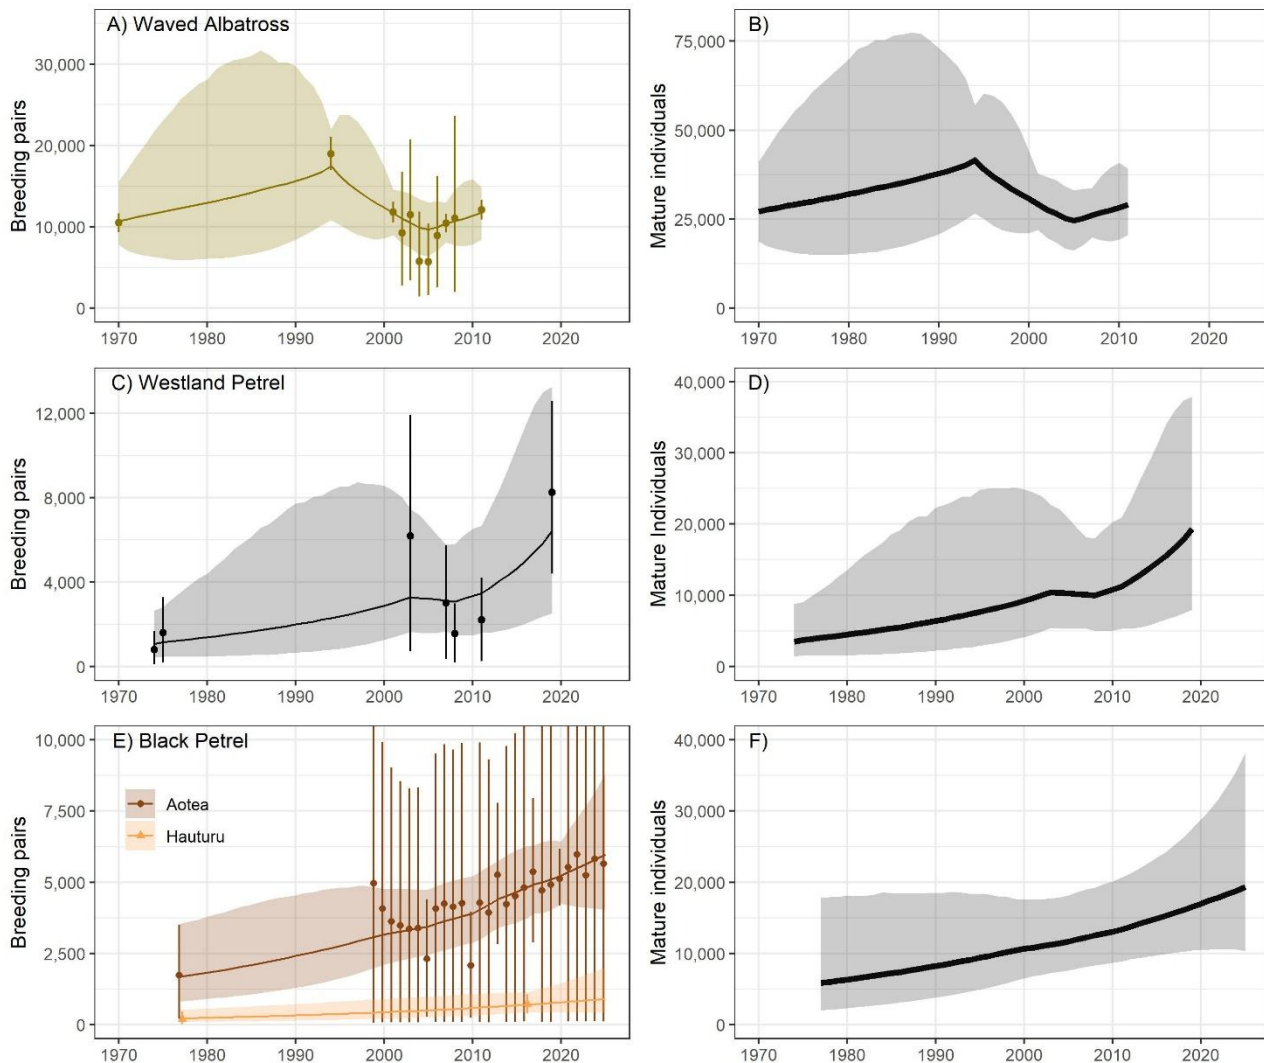 A) Waved Albatross
Breeding pairs
30,000
20,000
10,000
0
1970 1980 1990 2000 2010 2020
B)
Mature individuals
75,000
50,000
25,000
0
1970 1980 1990 2000 2010 2020
C) Westland Petrel
Breeding pairs
12,000
8,000
4,000
0
1970 1980 1990 2000 2010 2020
D)
Mature Individuals
40,000
30,000
20,000
10,000
0
1970 1980 1990 2000 2010 2020
E) Black Petrel
Breeding pairs
10,000
7,500
5,000
2,500
0
Aotea
Hauturu
1970 1980 1990 2000 2010 2020
F)
Mature individuals
40,000
30,000
20,000
10,000
0
1970 1980 1990 2000 2010 2020